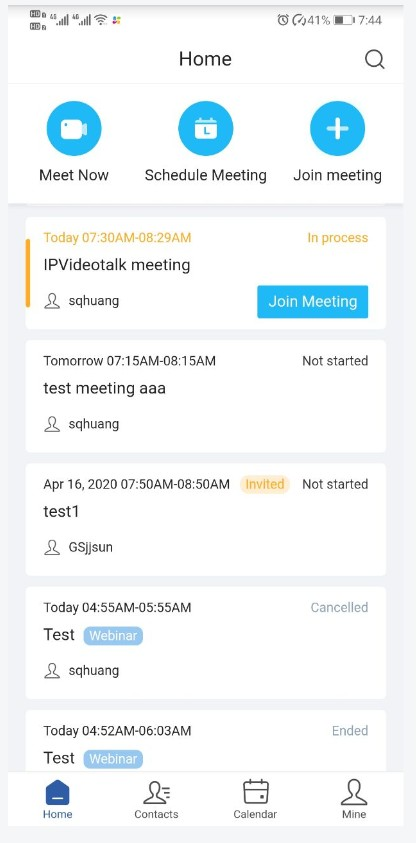 41% 7:44
Home
Meet Now Schedule Meeting Join meeting
Today 07:30AM-08:29AM In process
IPVideotalk meeting
sqhuang Join Meeting
Tomorrow 07:15AM-08:15AM Not started
test meeting aaa
sqhuang
Apr 16, 2020 07:50AM-08:50AM Invited Not started
test1
GSjjsun
Today 04:55AM-05:55AM Cancelled
Test Webinar
sqhuang
Today 04:52AM-06:03AM Ended
Test Webinar
Home Contacts Calendar Mine